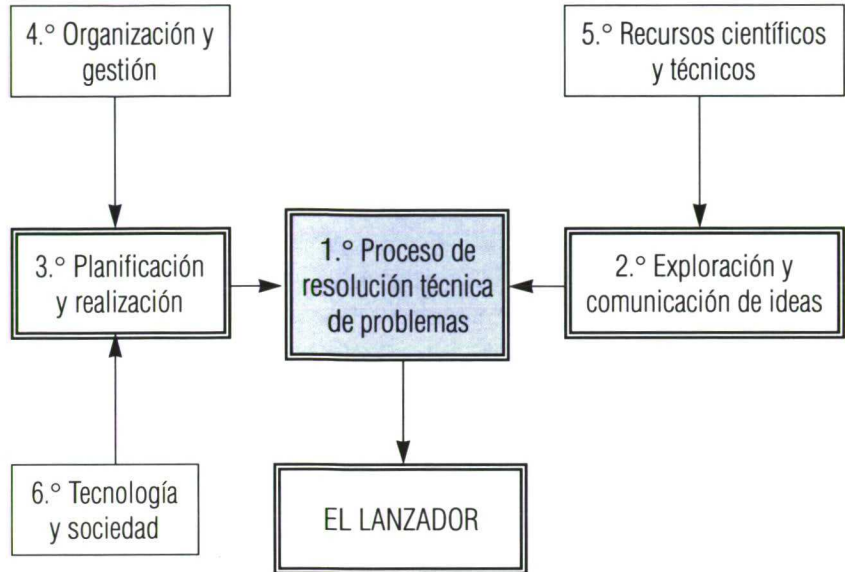 4.° Organización y
gestión
5.° Recursos científicos
y técnicos
3.° Planificación
y realización
1.° Proceso de
resolución técnica
de problemas
2.° Exploración y
comunicación de ideas
6.° Tecnología
y sociedad
EL LANZADOR